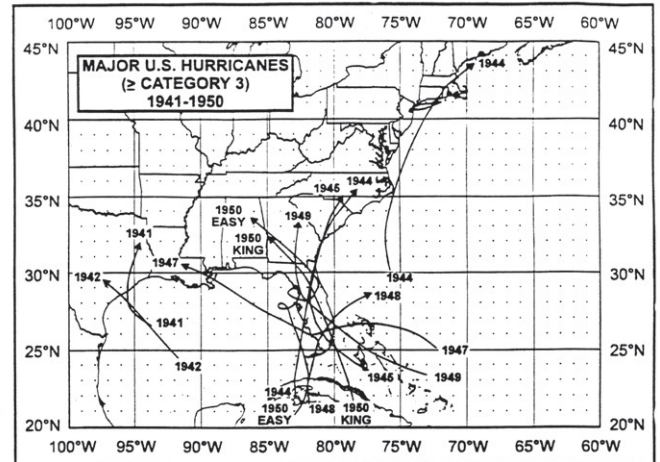 100°W 95°W 90°W 85°W 80°W 75°W 70°W 65°W 60°W
45°N 45°N
MAJOR U.S. HURRICANES
(≥ CATEGORY 3)
1941-1950
1944
40°N 40°N
35°N 35°N
1945 1944
1950
EASY
1949
1941
1950
KING
1947
1942
30°N 30°N
1944
1948
1941
1947
25°N 25°N
1942
1945
1949
1944
1950
EASY
1948
1950
KING
20°N 20°N
100°W 95°W 90°W 85°W 80°W 75°W 70°W 65°W 60°W